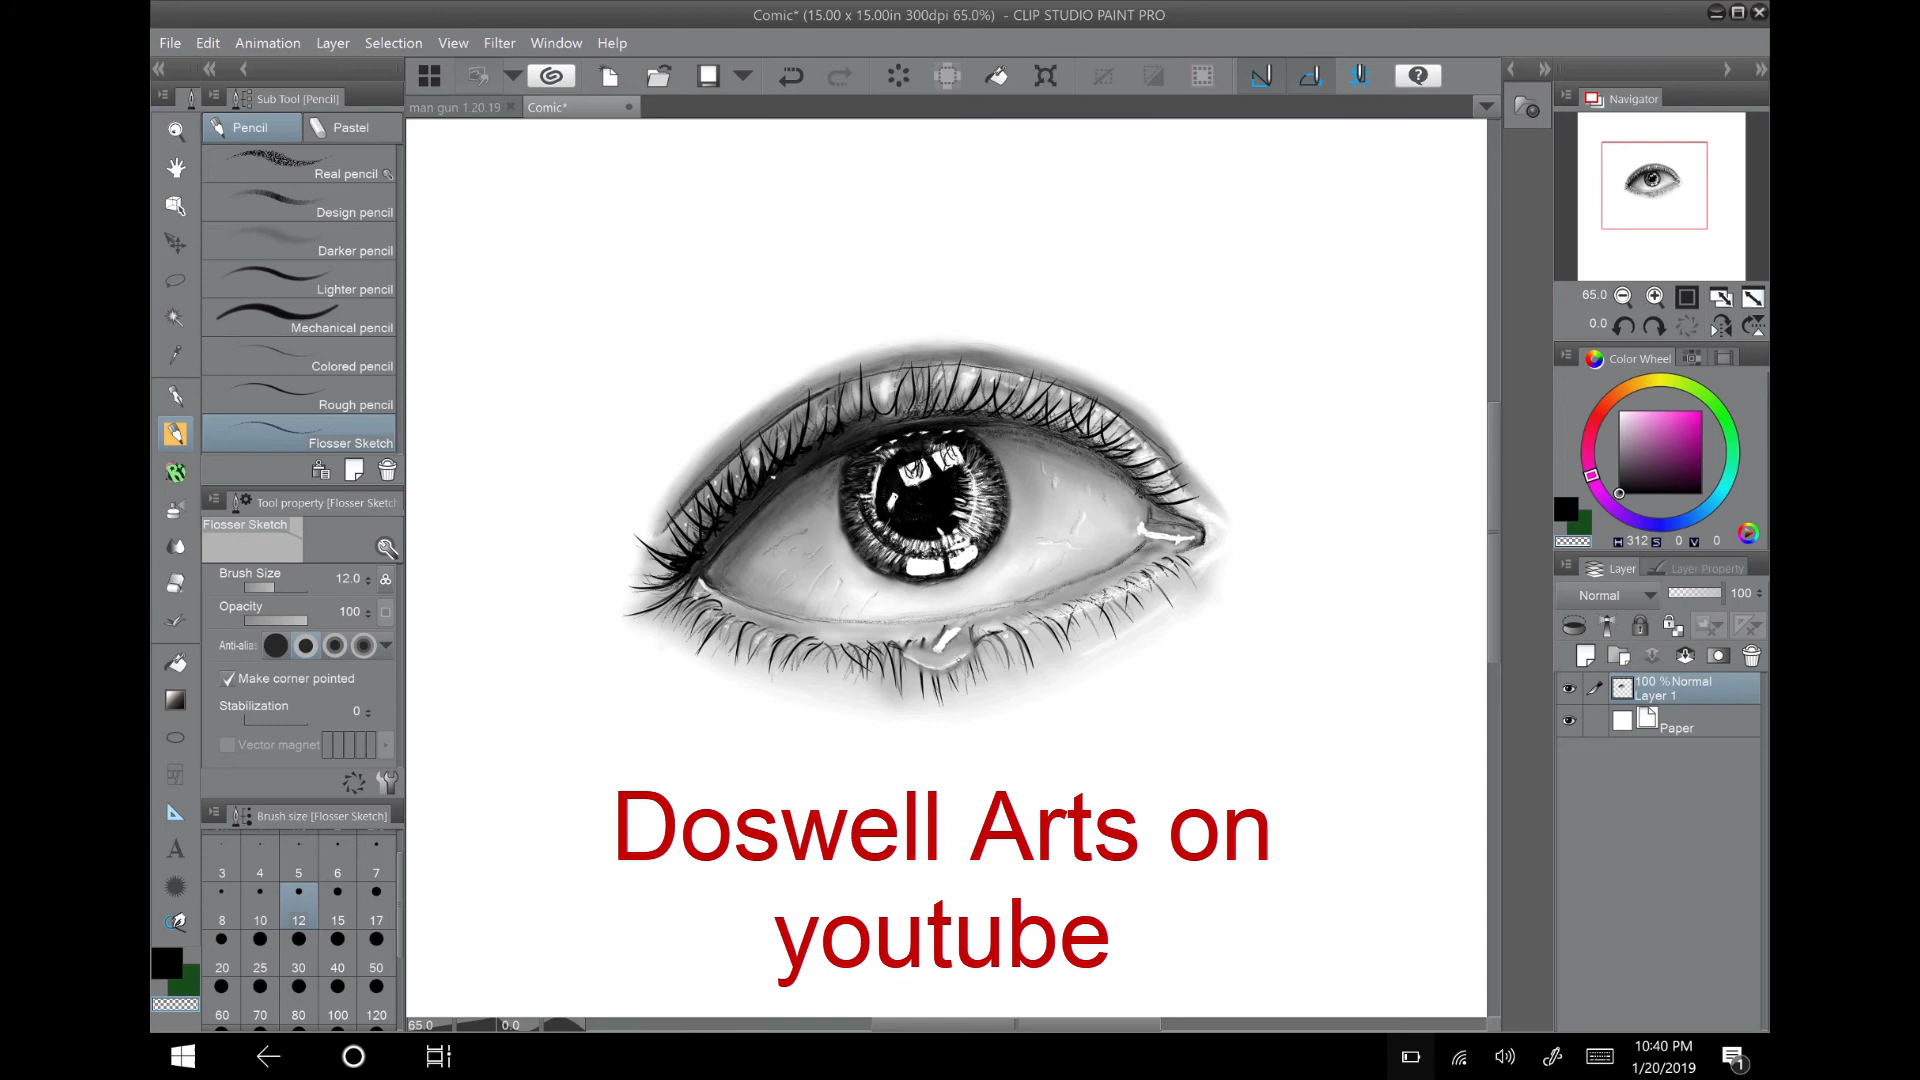 Comic* (15.00 x 15.00in 300dpi 65.0%) - CLIP STUDIO PAINT PRO
File Edit Animation Layer Selection View Filter Window Help
man gun 1.20.19 Comic*
Sub Tool [Pencil]
Pencil Pastel
Real pencil
Design pencil
Darker pencil
Lighter pencil
Mechanical pencil
Colored pencil
Rough pencil
Flosser Sketch
Tool property [Flosser Sketch
Flosser Sketch
Brush Size 12.0
Opacity 100
Anti-alias
Make corner pointed
Stabilization 0
Vector magnet
Brush size [Flosser Sketch]
3 4 5 6 7
8 10 12 15 17
20 25 30 40 50
60 70 80 100 120
Doswell Arts on
youtube
65.0 0.0
Navigator
65.0
0.0
Color Wheel
H 312 S 0 V 0
Layer Layer Property
Normal 100
100 %Normal
Layer 1
Paper
10:40 PM
1/20/2019
1